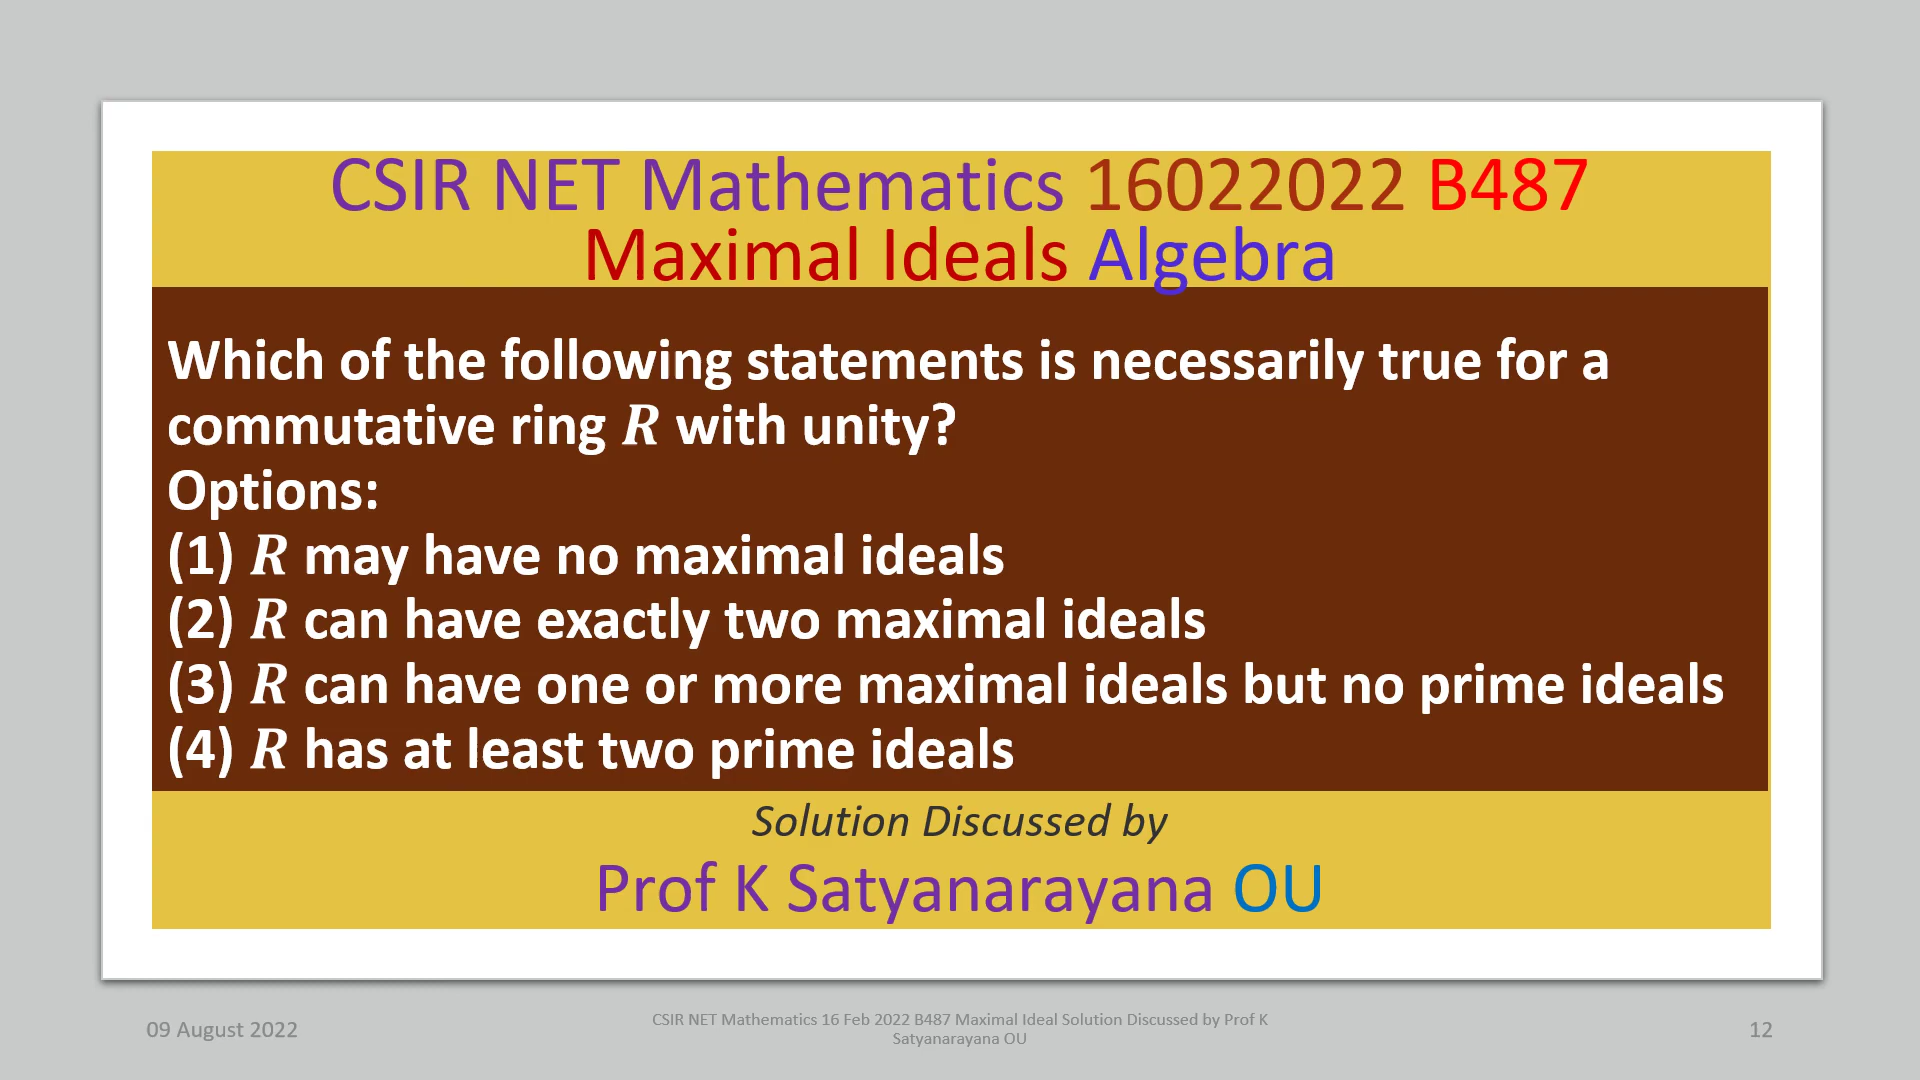 CSIR NET Mathematics 16022022 B487
Maximal Ideals Algebra
Which of the following statements is necessarily true for a
commutative ring R with unity?
Options:
(1) R may have no maximal ideals
(2) R can have exactly two maximal ideals
(3) R can have one or more maximal ideals but no prime ideals
(4) R has at least two prime ideals
Solution Discussed by
Prof K Satyanarayana OU
09 August 2022
CSIR NET Mathematics 16 Feb 2022 B487 Maximal Ideal Solution Discussed by Prof K
Satyanarayana OU
12